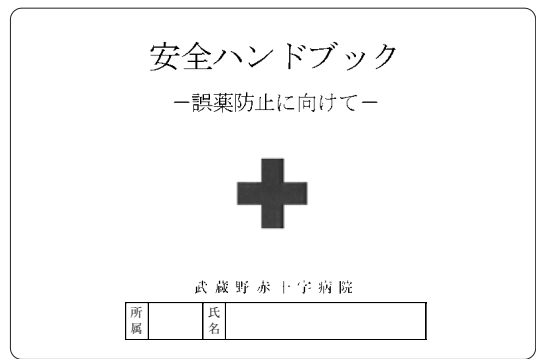 安全ハンドブック
－誤薬防止に向けて－
武蔵野赤十字病院
所属 氏名